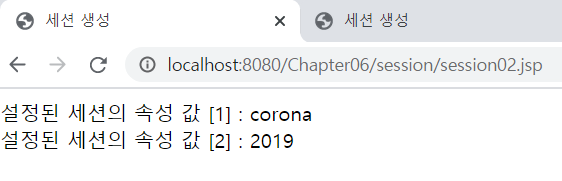 세션 생성
세션 생성
localhost:8080/Chapter06/session/session02.jsp
설정된 세션의 속성 값 [1] : corona
설정된 세션의 속성 값 [2] : 2019